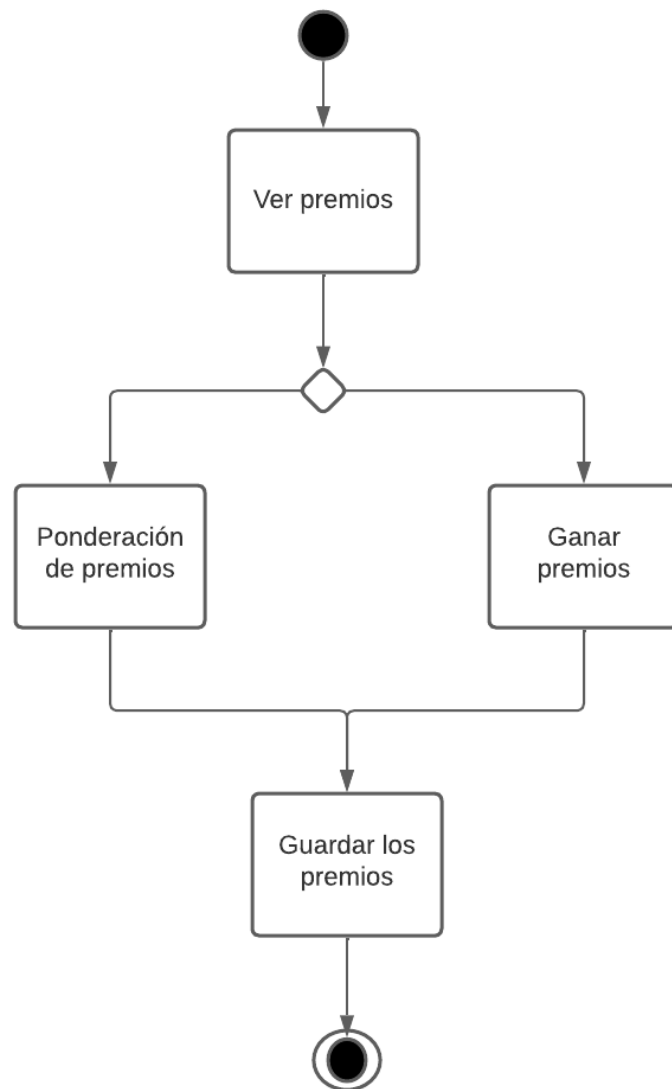 Ver premios
Ponderación
de premios
Ganar
premios
Guardar los
premios